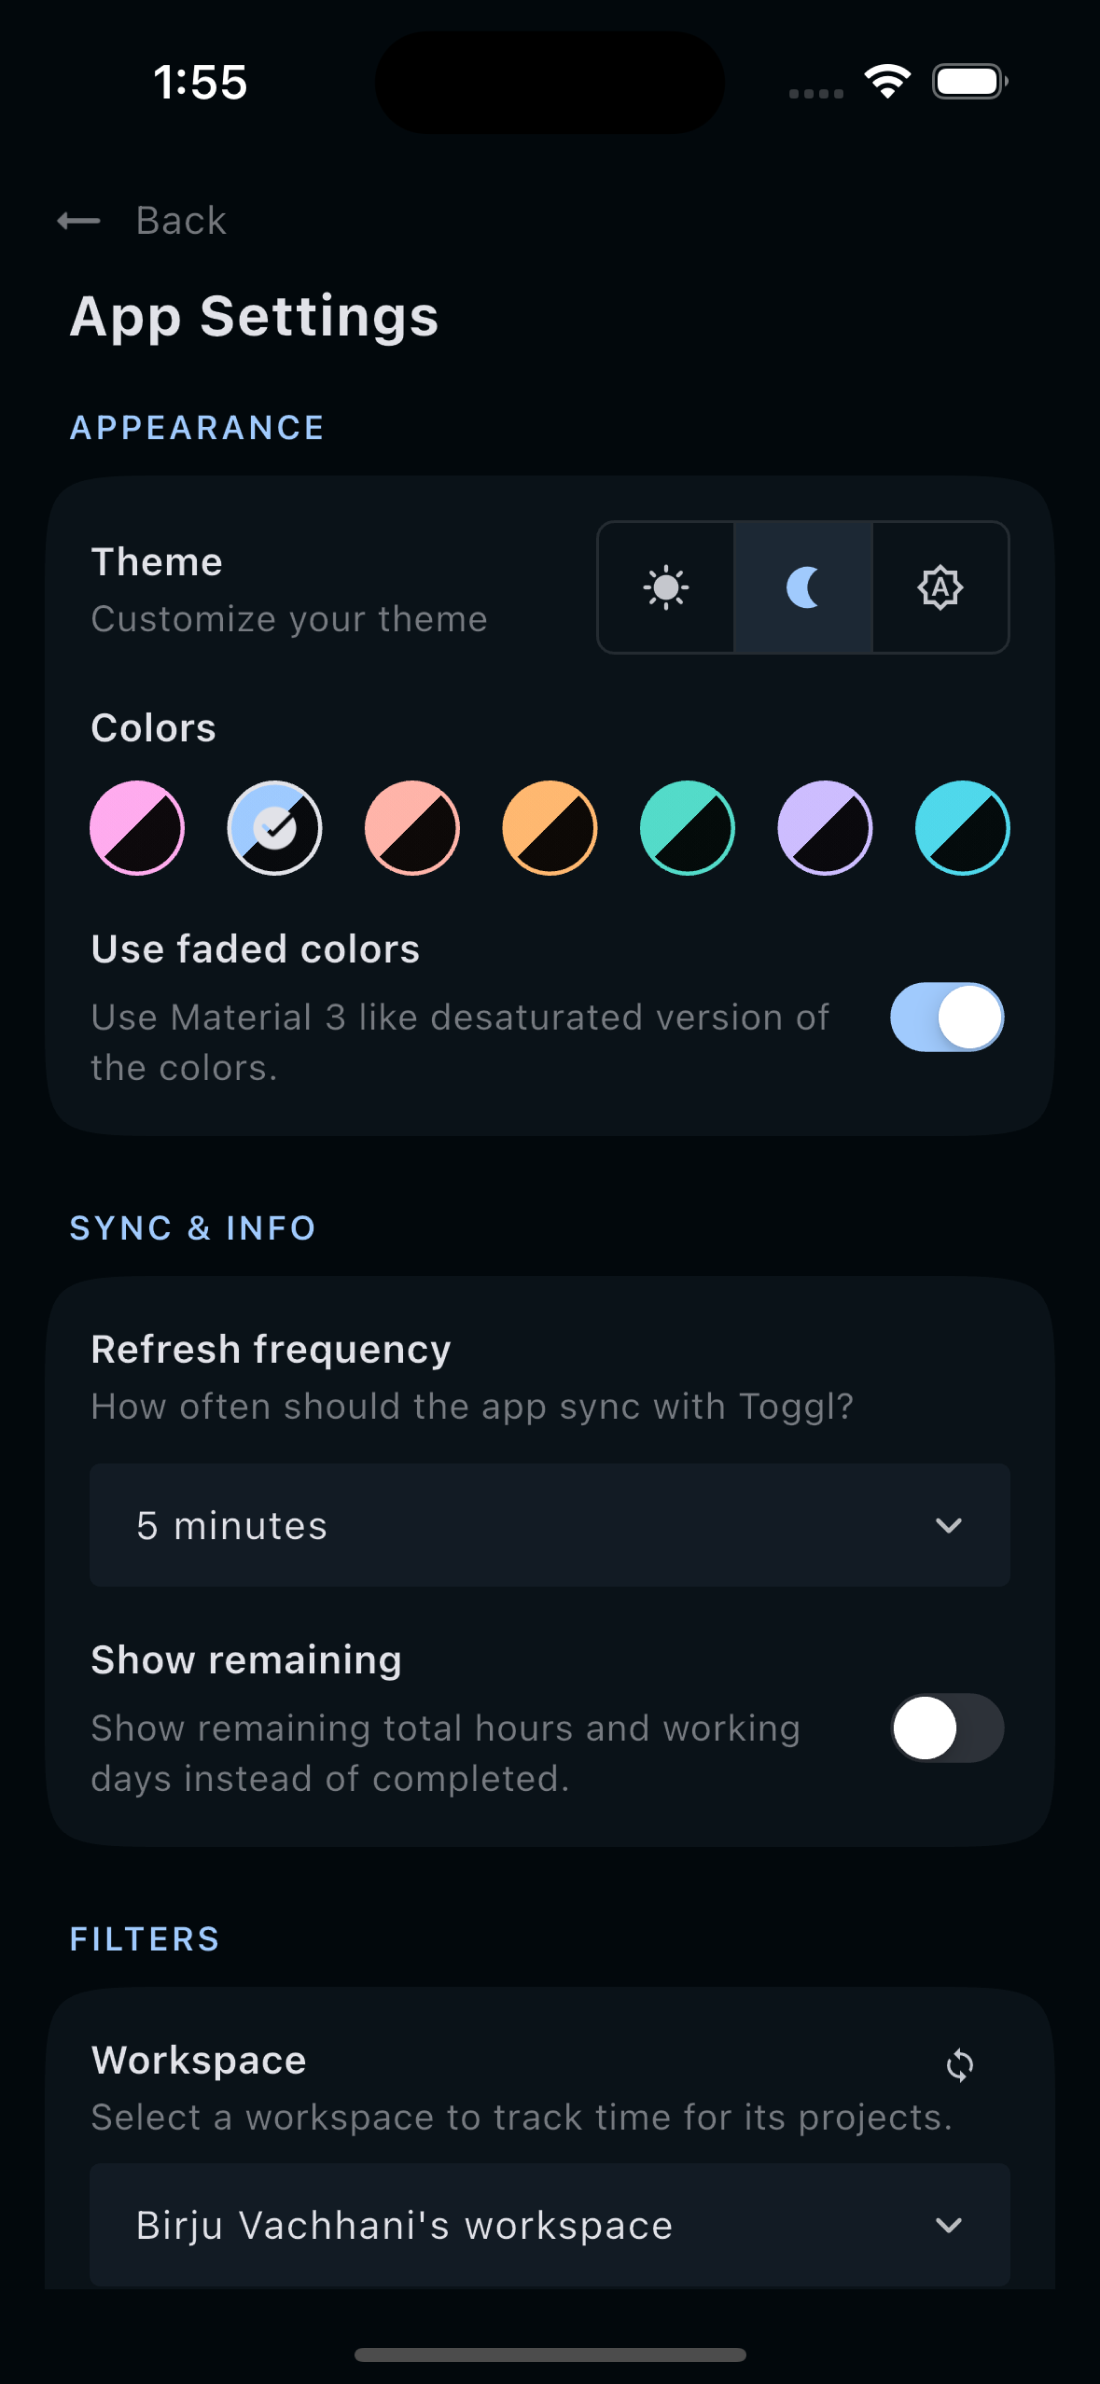 1:55
Back
App Settings
APPEARANCE
Theme
Customize your theme
A
Colors
Use faded colors
Use Material 3 like desaturated version of
the colors.
SYNC & INFO
Refresh frequency
How often should the app sync with Toggl?
5 minutes
Show remaining
Show remaining total hours and working
days instead of completed.
FILTERS
Workspace
Select a workspace to track time for its projects.
Birju Vachhani's workspace